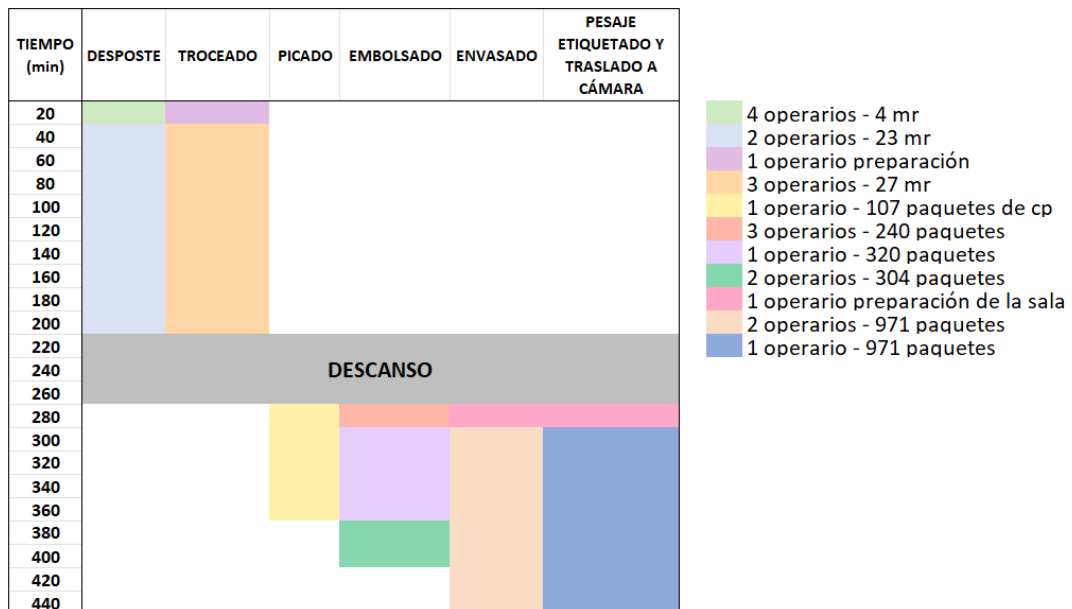 TIEMPO (min)
DESPOSTE
TROCEADO
PICADO
EMBOLSADO
ENVASADO
PESAJE
ETIQUETADO Y
TRASLADO A
CÁMARA
20
40
60
80
100
120
140
160
180
200
220
240
260
280
300
320
340
360
380
400
420
440
DESCANSO
4 operarios - 4 mr
2 operarios - 23 mr
1 operario preparación
3 operarios - 27 mr
1 operario - 107 paquetes de cp
3 operarios - 240 paquetes
1 operario - 320 paquetes
2 operarios - 304 paquetes
1 operario preparación de la sala
2 operarios - 971 paquetes
1 operario - 971 paquetes